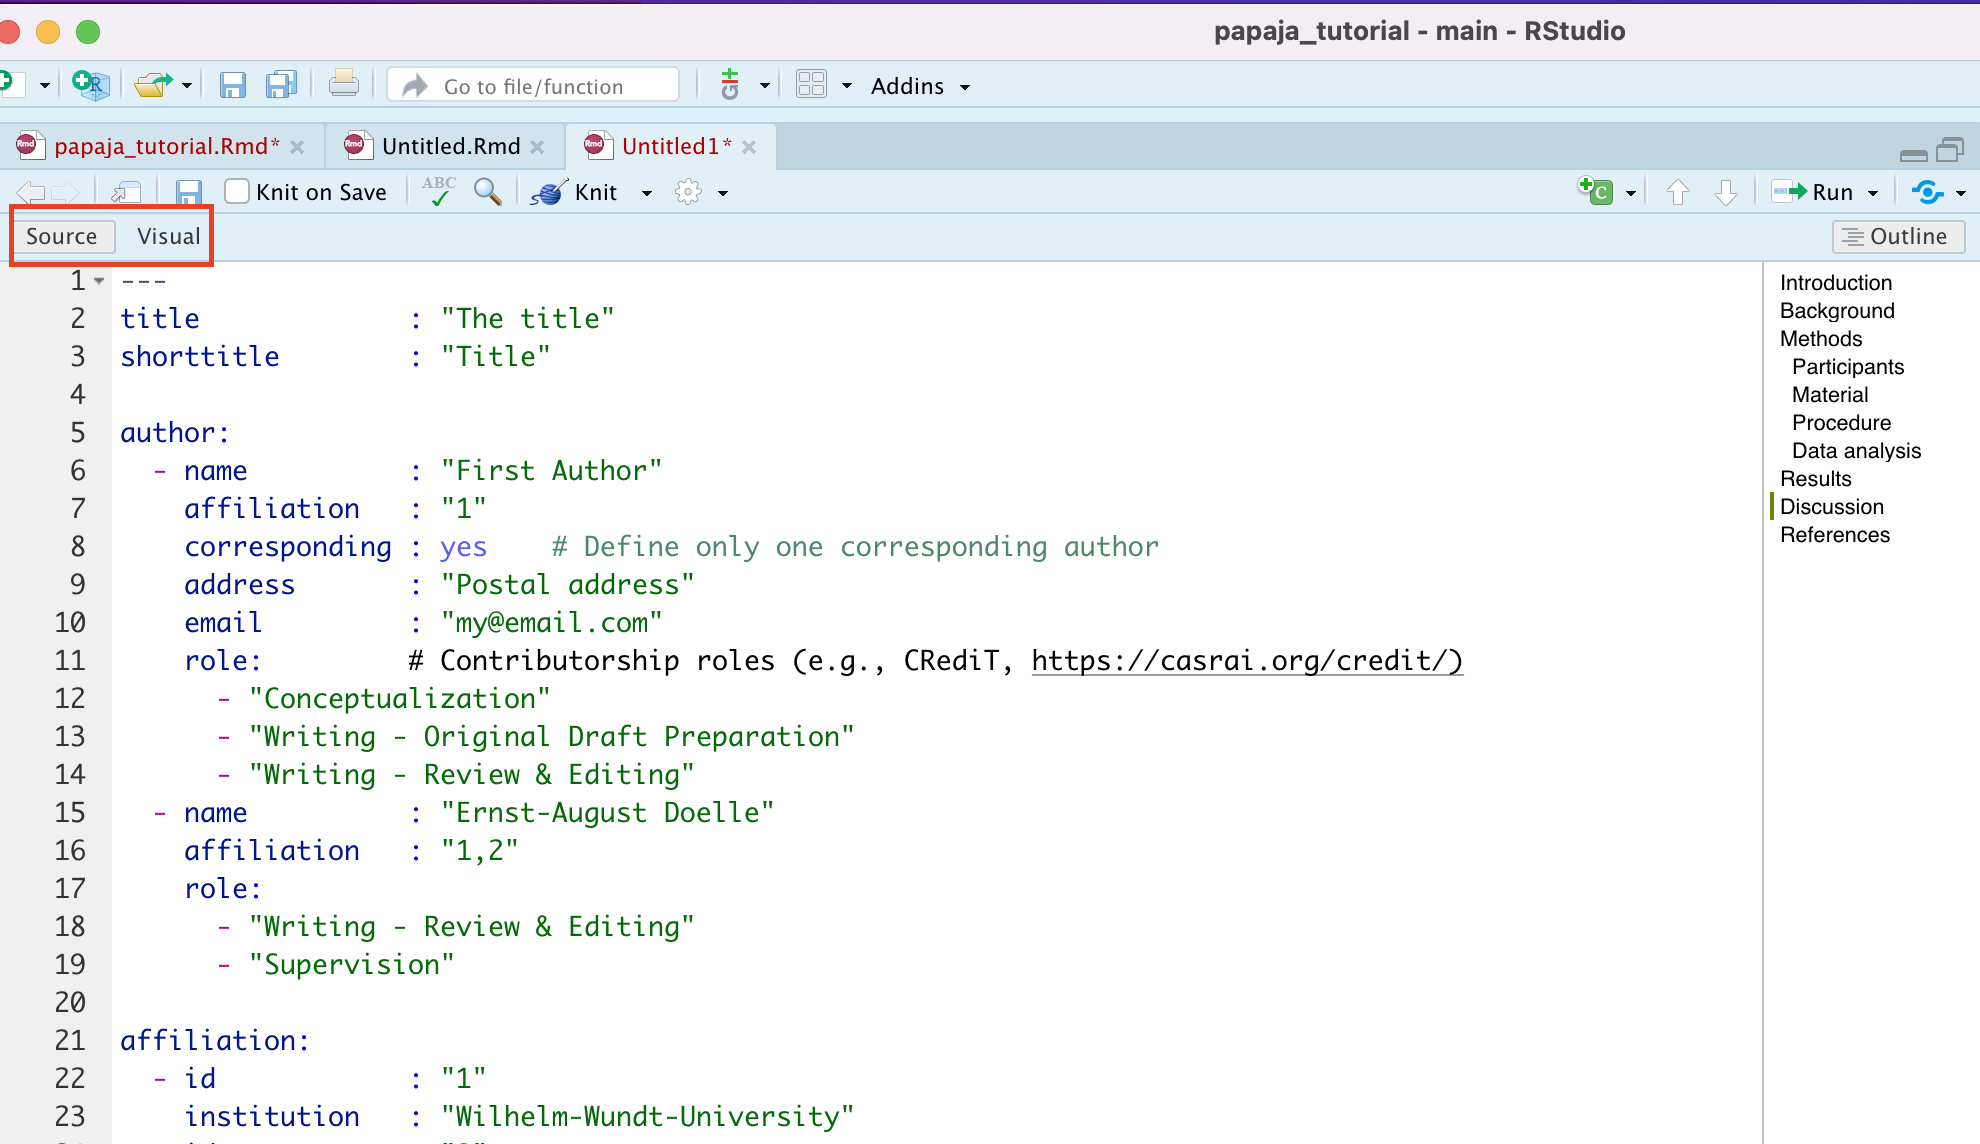 papaja_tutorial - main - RStudio
Go to file/function
Addins
papaja_tutorial.Rmd*
Untitled.Rmd
Untitled1*
Knit on Save
ABC
Knit
Run
Source
Visual
Outline
1 ---
2 title : "The title"
3 shorttitle : "Title"
4
5 author:
6 - name : "First Author"
7 affiliation : "1"
8 corresponding : yes # Define only one corresponding author
9 address : "Postal address"
10 email : "my@email.com"
11 role: # Contributorship roles (e.g., CRediT, https://casrai.org/credit/)
12 - "Conceptualization"
13 - "Writing - Original Draft Preparation"
14 - "Writing - Review & Editing"
15 - name : "Ernst-August Doelle"
16 affiliation : "1,2"
17 role:
18 - "Writing - Review & Editing"
19 - "Supervision"
20
21 affiliation:
22 - id : "1"
23 institution : "Wilhelm-Wundt-University"
Introduction
Background
Methods
Participants
Material
Procedure
Data analysis
Results
Discussion
References